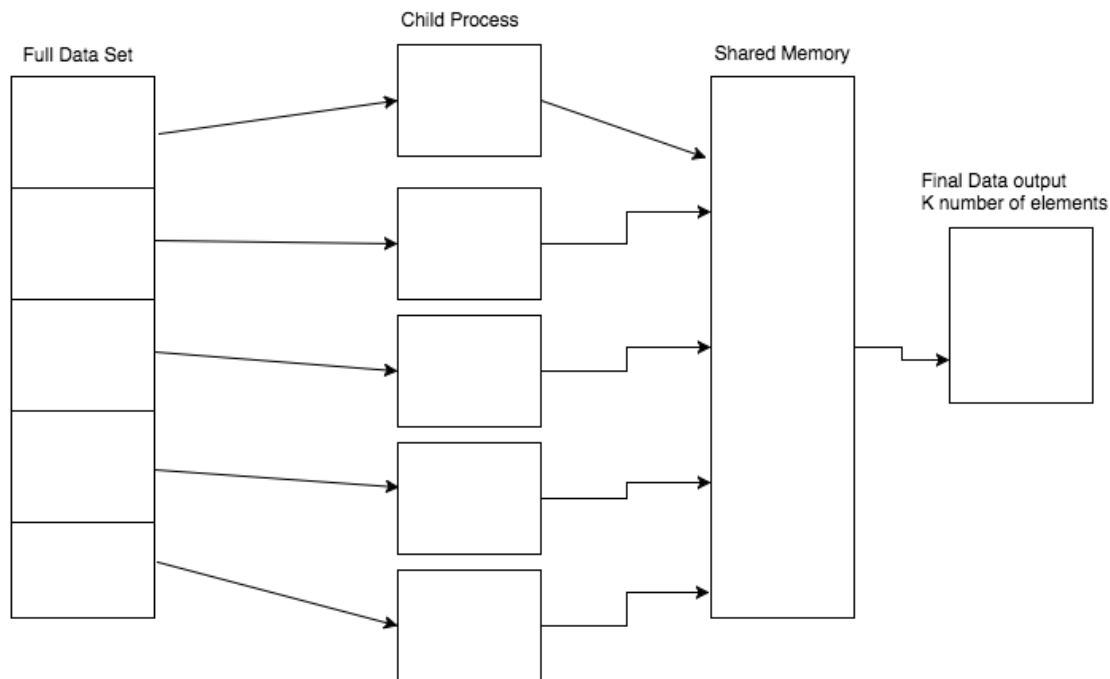 Child Process
Full Data Set
Shared Memory
Final Data output
K number of elements